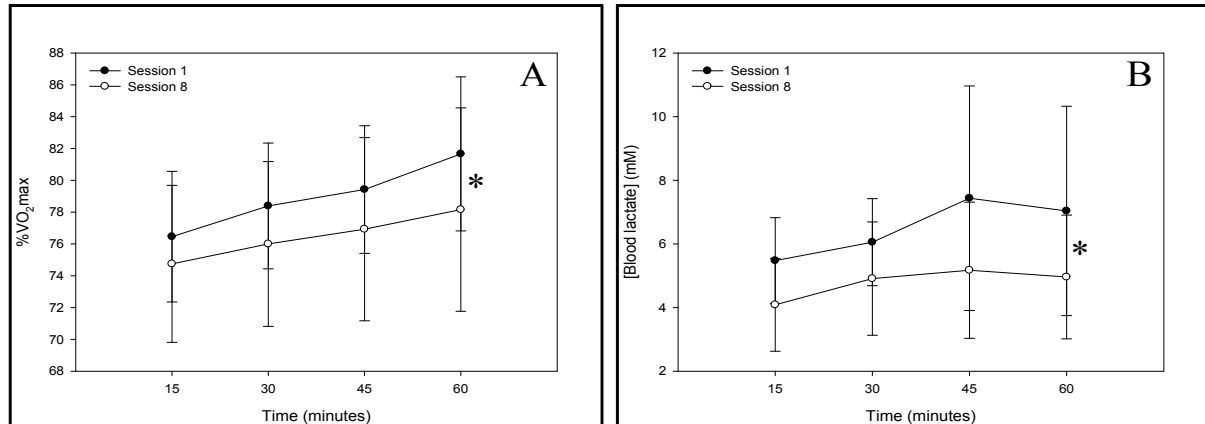 A
Session 1
Session 8
%VO2max
88
86
84
82
80
78
76
74
72
70
68
*
15 30 45 60
Time (minutes)
B
Session 1
Session 8
[Blood lactate] (mM)
12
10
8
6
4
2
*
15 30 45 60
Time (minutes)